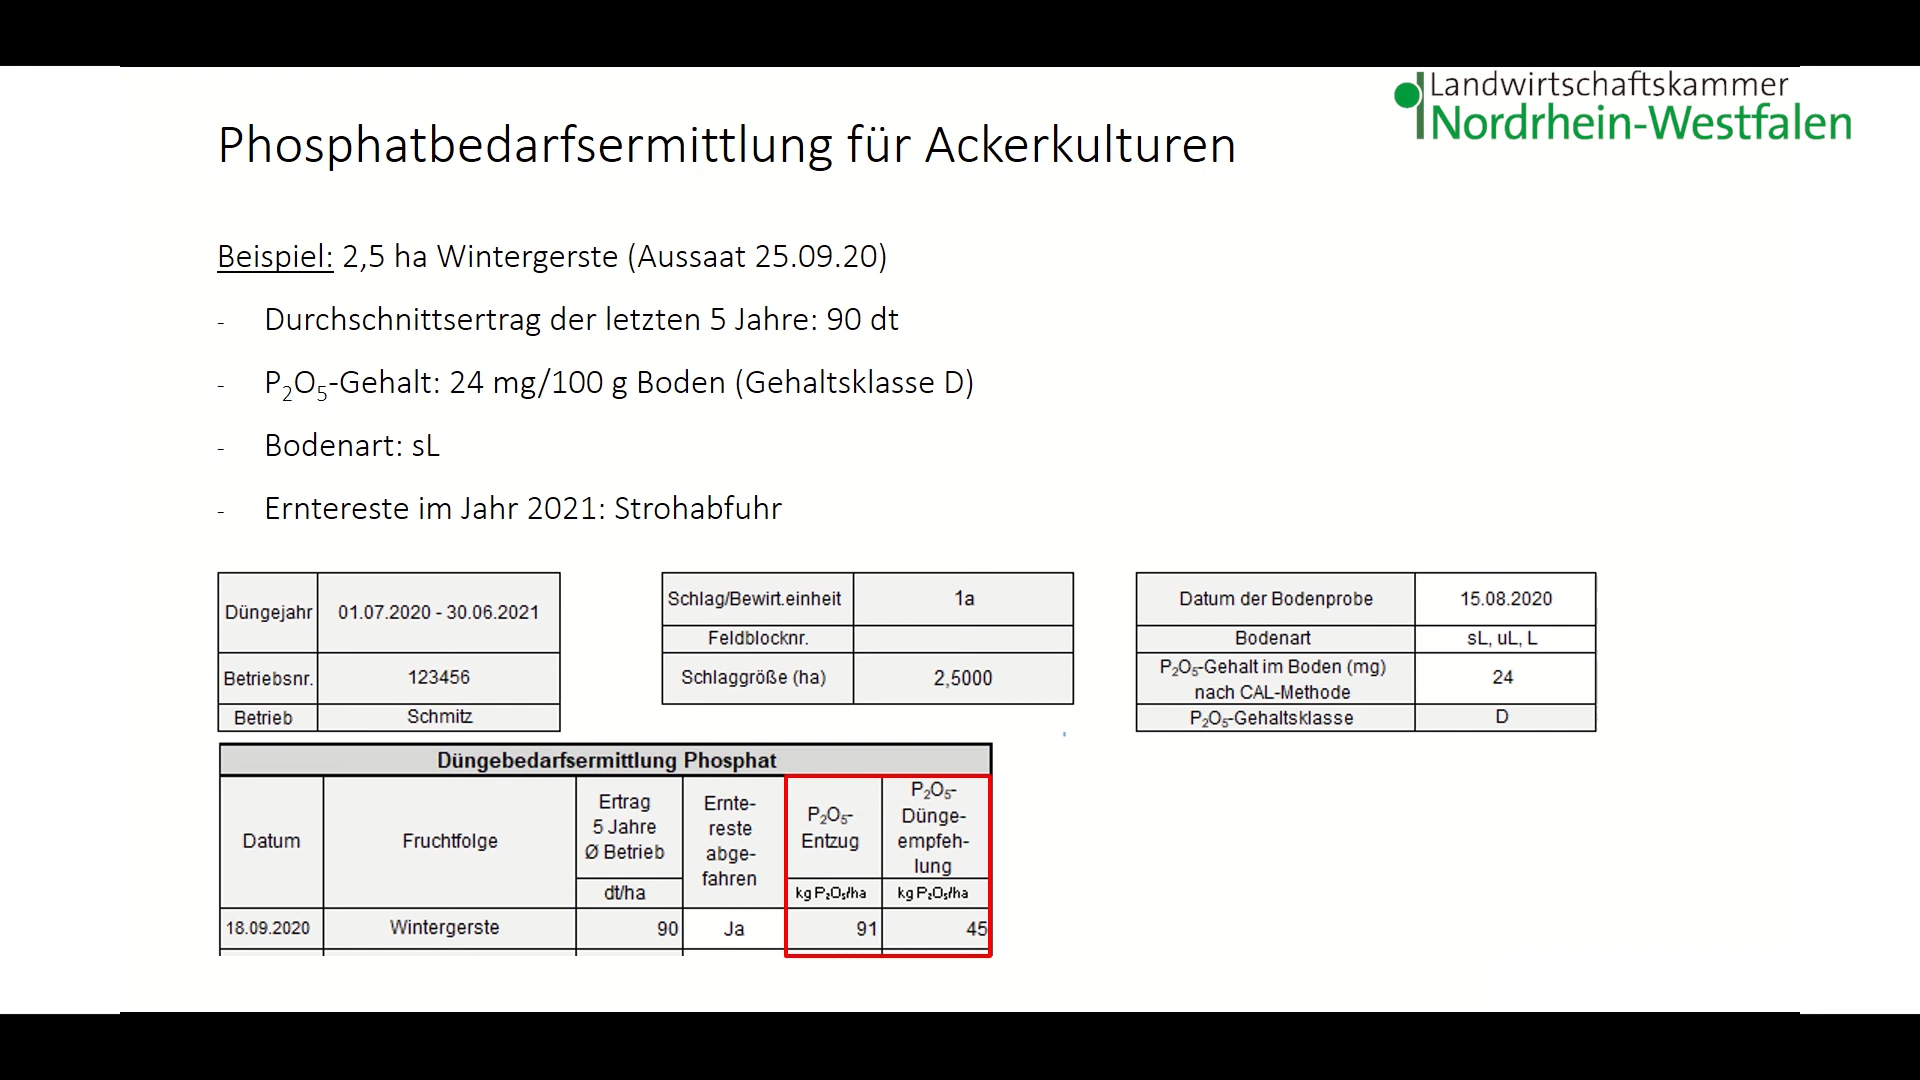 Landwirtschaftskammer
Nordrhein-Westfalen
Phosphatbedarfsermittlung für Ackerkulturen
Beispiel: 2,5 ha Wintergerste (Aussaat 25.09.20)
- Durchschnittsertrag der letzten 5 Jahre: 90 dt
- P₂O₅-Gehalt: 24 mg/100 g Boden (Gehaltsklasse D)
- Bodenart: sL
- Erntereste im Jahr 2021: Strohabfuhr
Düngejahr 01.07.2020 - 30.06.2021
Betriebsnr. 123456
Betrieb Schmitz
Schlag/Bewirt.einheit 1a
Feldblocknr.
Schlaggröße (ha) 2,5000
Datum der Bodenprobe 15.08.2020
Bodenart sL, uL, L
P₂O₅-Gehalt im Boden (mg)
nach CAL-Methode 24
P₂O₅-Gehaltsklasse D
Düngebedarfsermittlung Phosphat
Datum
Fruchtfolge
Ertrag
5 Jahre
Ø Betrieb
dt/ha
Ernte-
reste
abge-
fahren
P₂O₅-
Entzug
kg P₂O₅/ha
P₂O₅-
Dünge-
empfeh-
lung
kg P₂O₅/ha
18.09.2020 Wintergerste 90 Ja 91 45